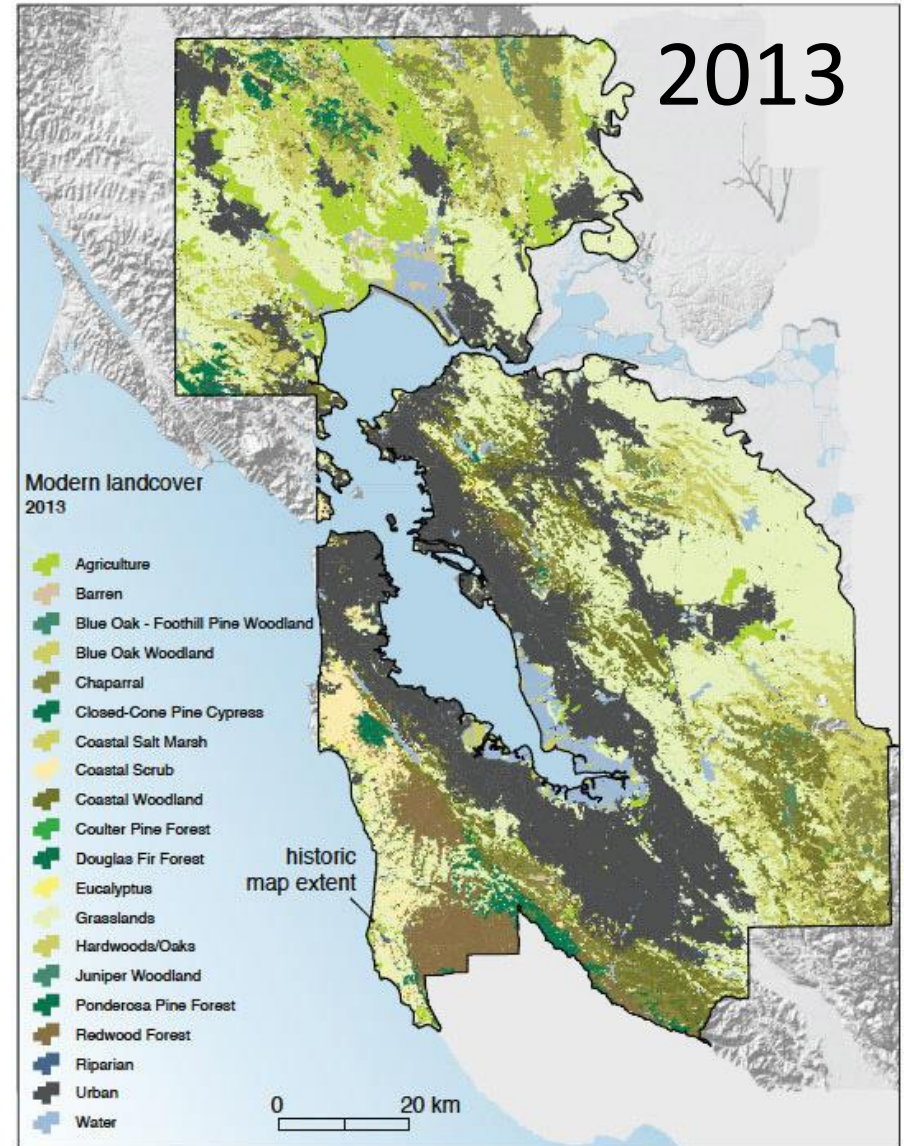 2013
Modern landcover
2013
Agriculture
Barren
Blue Oak - Foothill Pine Woodland
Blue Oak Woodland
Chaparral
Closed-Cone Pine Cypress
Coastal Salt Marsh
Coastal Scrub
Coastal Woodland
Coulter Pine Forest
Douglas Fir Forest
Eucalyptus
Grasslands
Hardwoods/Oaks
Juniper Woodland
Ponderosa Pine Forest
Redwood Forest
Riparian
Urban
Water
historic
map extent
0 20 km